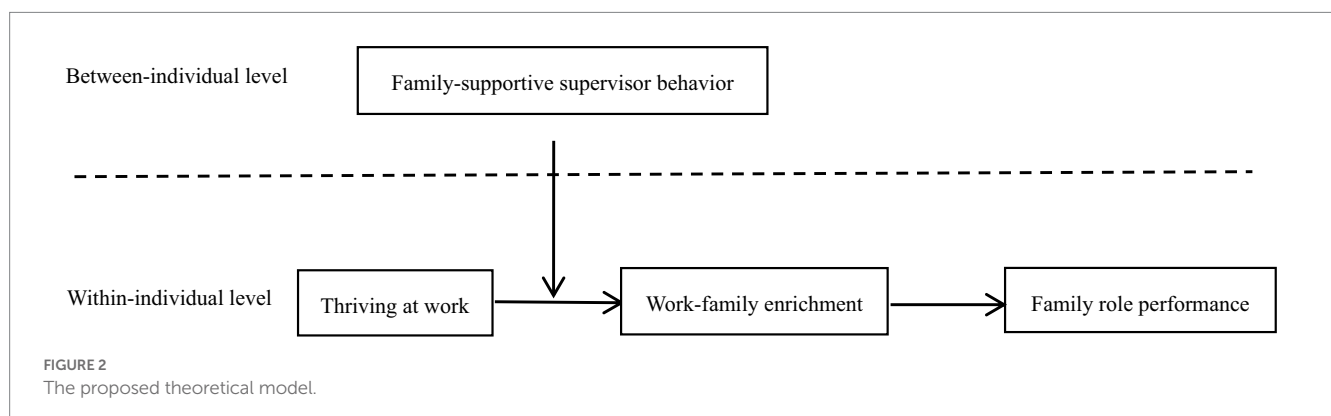 Between-individual level
Family-supportive supervisor behavior
Within-individual level
Thriving at work
Work-family enrichment
Family role performance
FIGURE 2
The proposed theoretical model.